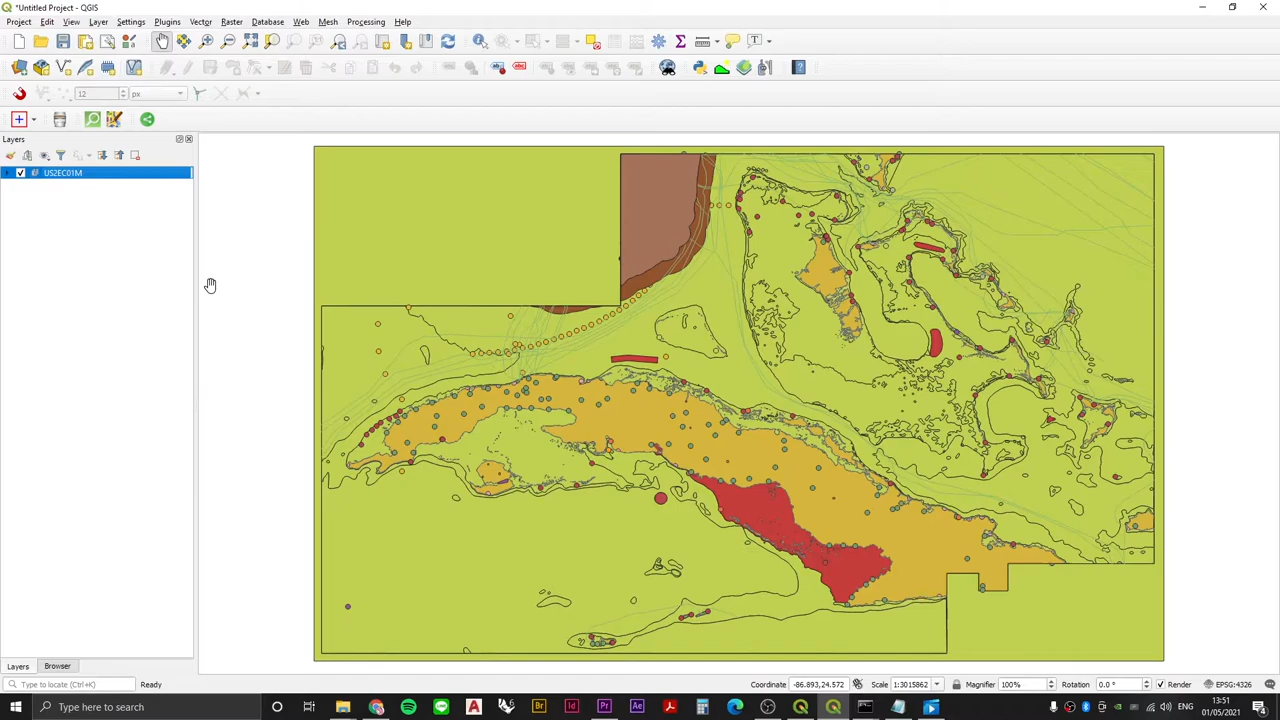 *Untitled Project - QGIS
Project Edit View Layer Settings Plugins Vector Raster Database Web Mesh Processing Help
12 px
Layers
US2EC01M
Layers Browser
Type to locate (Ctrl+K) Ready Coordinate -86.893,24.572 Scale 1:3015862 Magnifier 100% Rotation 0.0 ° Render EPSG:4326
Type here to search
13:51
01/05/2021